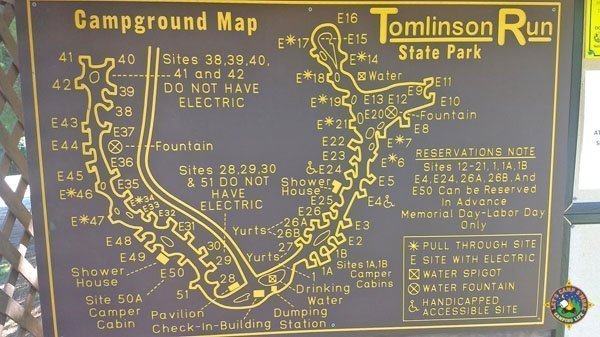 Campground Map
Tomlinson Run
State Park
Sites 38,39,40,
41 and 42
DO NOT HAVE
ELECTRIC
E16
E15
E*17
E*14
E*18
Water
E*19
E*21
E20
E13
E12
E9
E11
E10
Fountain
E8
E*7
E*6
E22
E23
E24
Shower
House
E5
E4
E25
E26
E3
E2
1B
1A
1
41
40
42
39
38
E43
E37
Fountain
E44
E36
E45
E35
E*46
E*34
E33
E32
E*47
E31
E48
E49
30
29
28
E50
51
Sites 28,29,30
& 51 DO NOT
HAVE
ELECTRIC
Yurts
26A
26B
Yurts
27
Sites 1A,1B
Camper
Cabins
Shower
House
Site 50A
Camper
Cabin
Pavilion
Check-In-Building
Drinking
Water
Dumping
Station
RESERVATIONS NOTE
Sites 12-21, 1, 1A, 1B
E4, E24, 26A, 26B, And
E50 Can be Reserved
In Advance
Memorial Day-Labor Day
Only
* PULL THROUGH SITE
E SITE WITH ELECTRIC
WATER SPIGOT
WATER FOUNTAIN
HANDICAPPED
ACCESSIBLE SITE
LET'S CAMP S'MORE